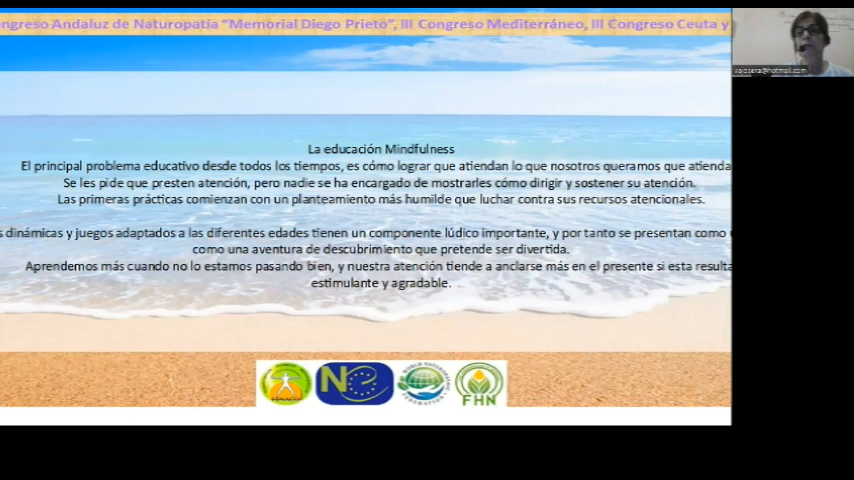 ngreso Andaluz de Naturopatía “Memorial Diego Prieto”, III Congreso Mediterráneo, III Congreso Ceuta y
La educación Mindfulness
El principal problema educativo desde todos los tiempos, es cómo lograr que atiendan lo que nosotros queramos que atienda
Se les pide que presten atención, pero nadie se ha encargado de mostrarles cómo dirigir y sostener su atención.
Las primeras prácticas comienzan con un planteamiento más humilde que luchar contra sus recursos atencionales.
s dinámicas y juegos adaptados a las diferentes edades tienen un componente lúdico importante, y por tanto se presentan como
como una aventura de descubrimiento que pretende ser divertida.
Aprendemos más cuando no lo estamos pasando bien, y nuestra atención tiende a anclarse más en el presente si esta resulta
estimulante y agradable.
FHN